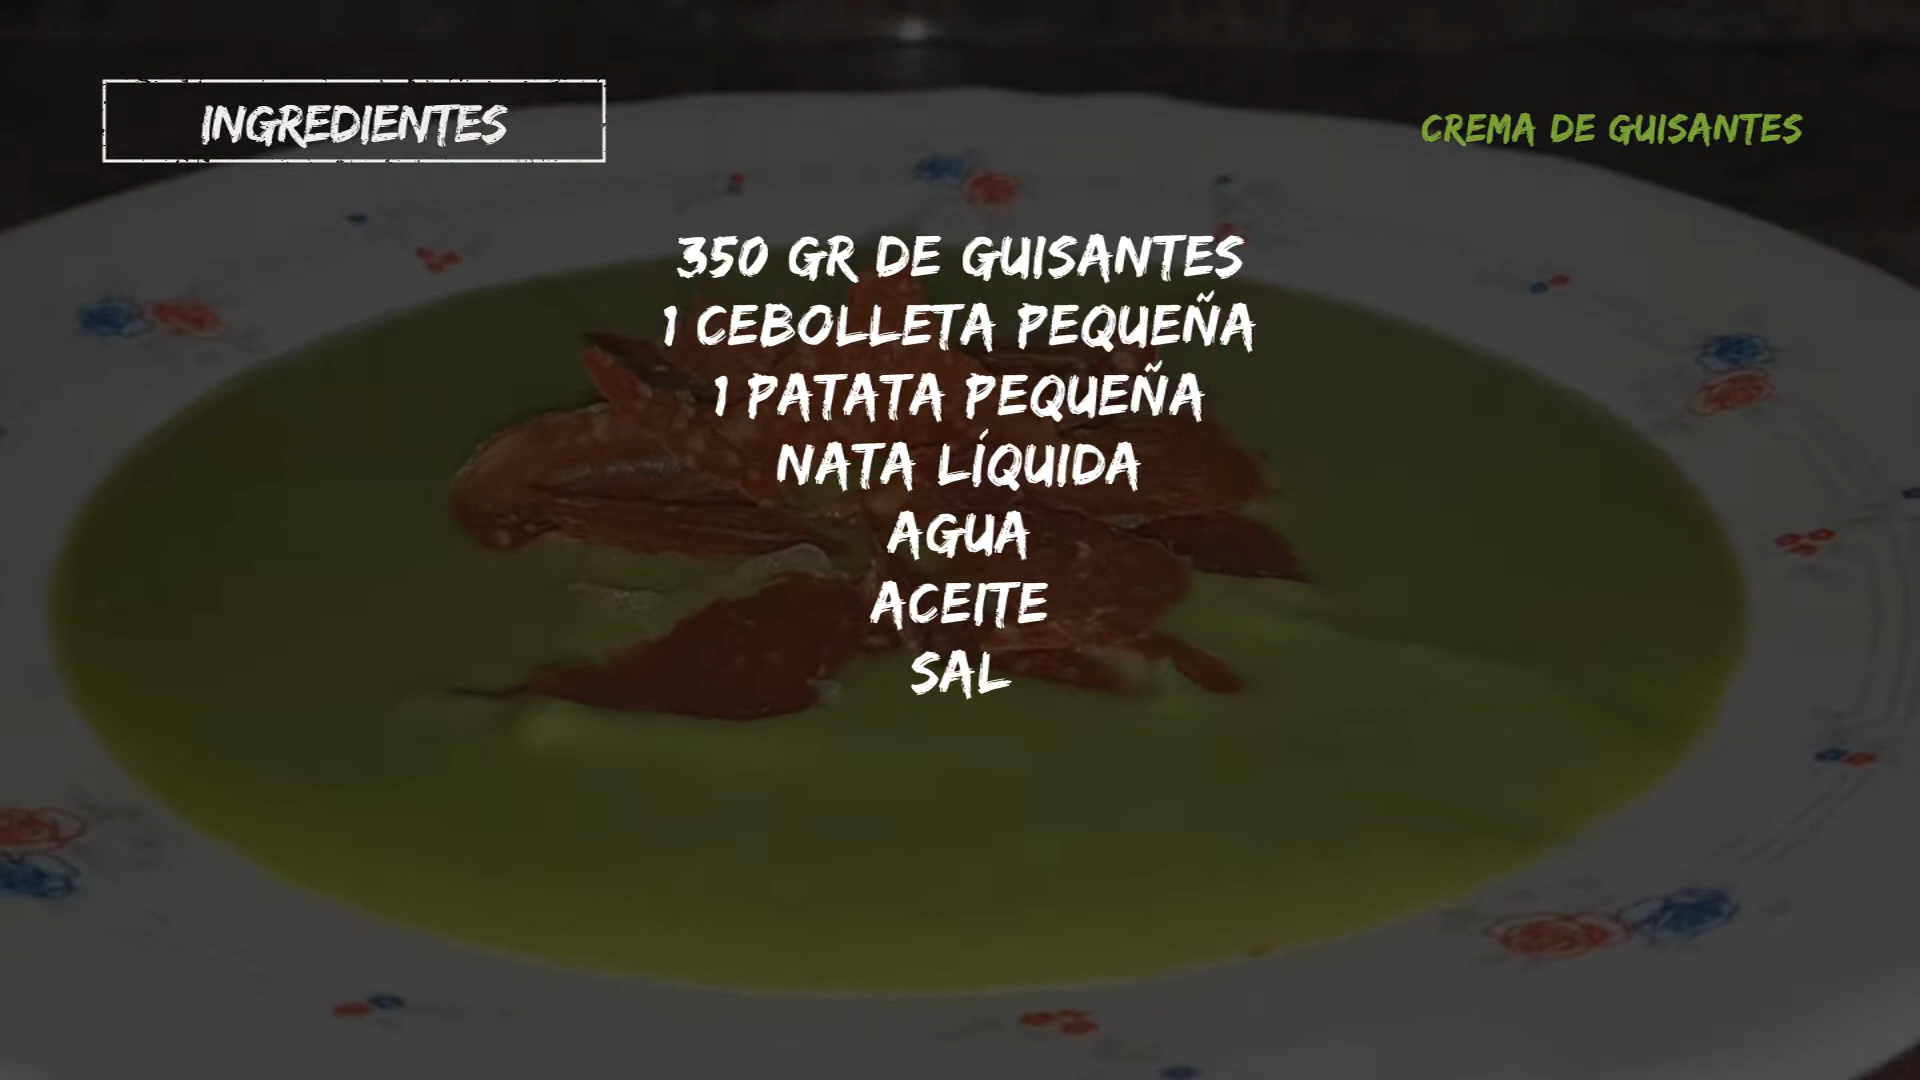 INGREDIENTES
CREMA DE GUISANTES
350 GR DE GUISANTES
1 CEBOLLETA PEQUEÑA
1 PATATA PEQUEÑA
NATA LÍQUIDA
AGUA
ACEITE
SAL